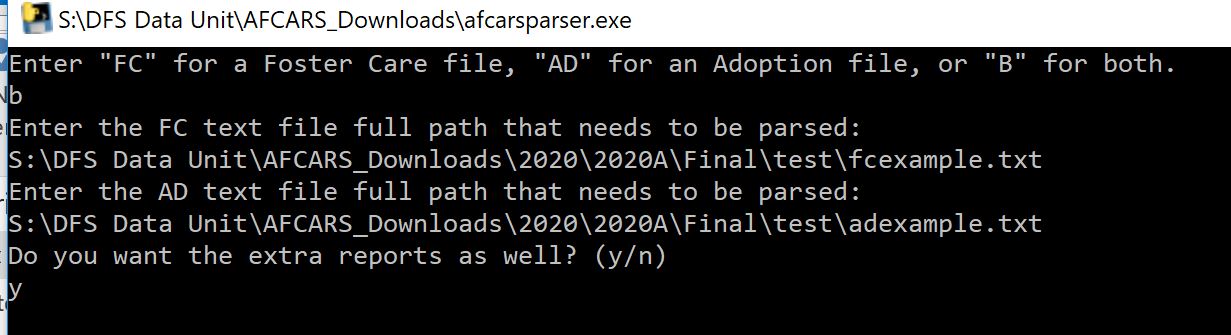 S:\DFS Data Unit\AFCARS_Downloads\afcarsparser.exe
Enter "FC" for a Foster Care file, "AD" for an Adoption file, or "B" for both.
b
Enter the FC text file full path that needs to be parsed:
S:\DFS Data Unit\AFCARS_Downloads\2020\2020A\Final\test\fcexample.txt
Enter the AD text file full path that needs to be parsed:
S:\DFS Data Unit\AFCARS_Downloads\2020\2020A\Final\test\adexample.txt
Do you want the extra reports as well? (y/n)
y